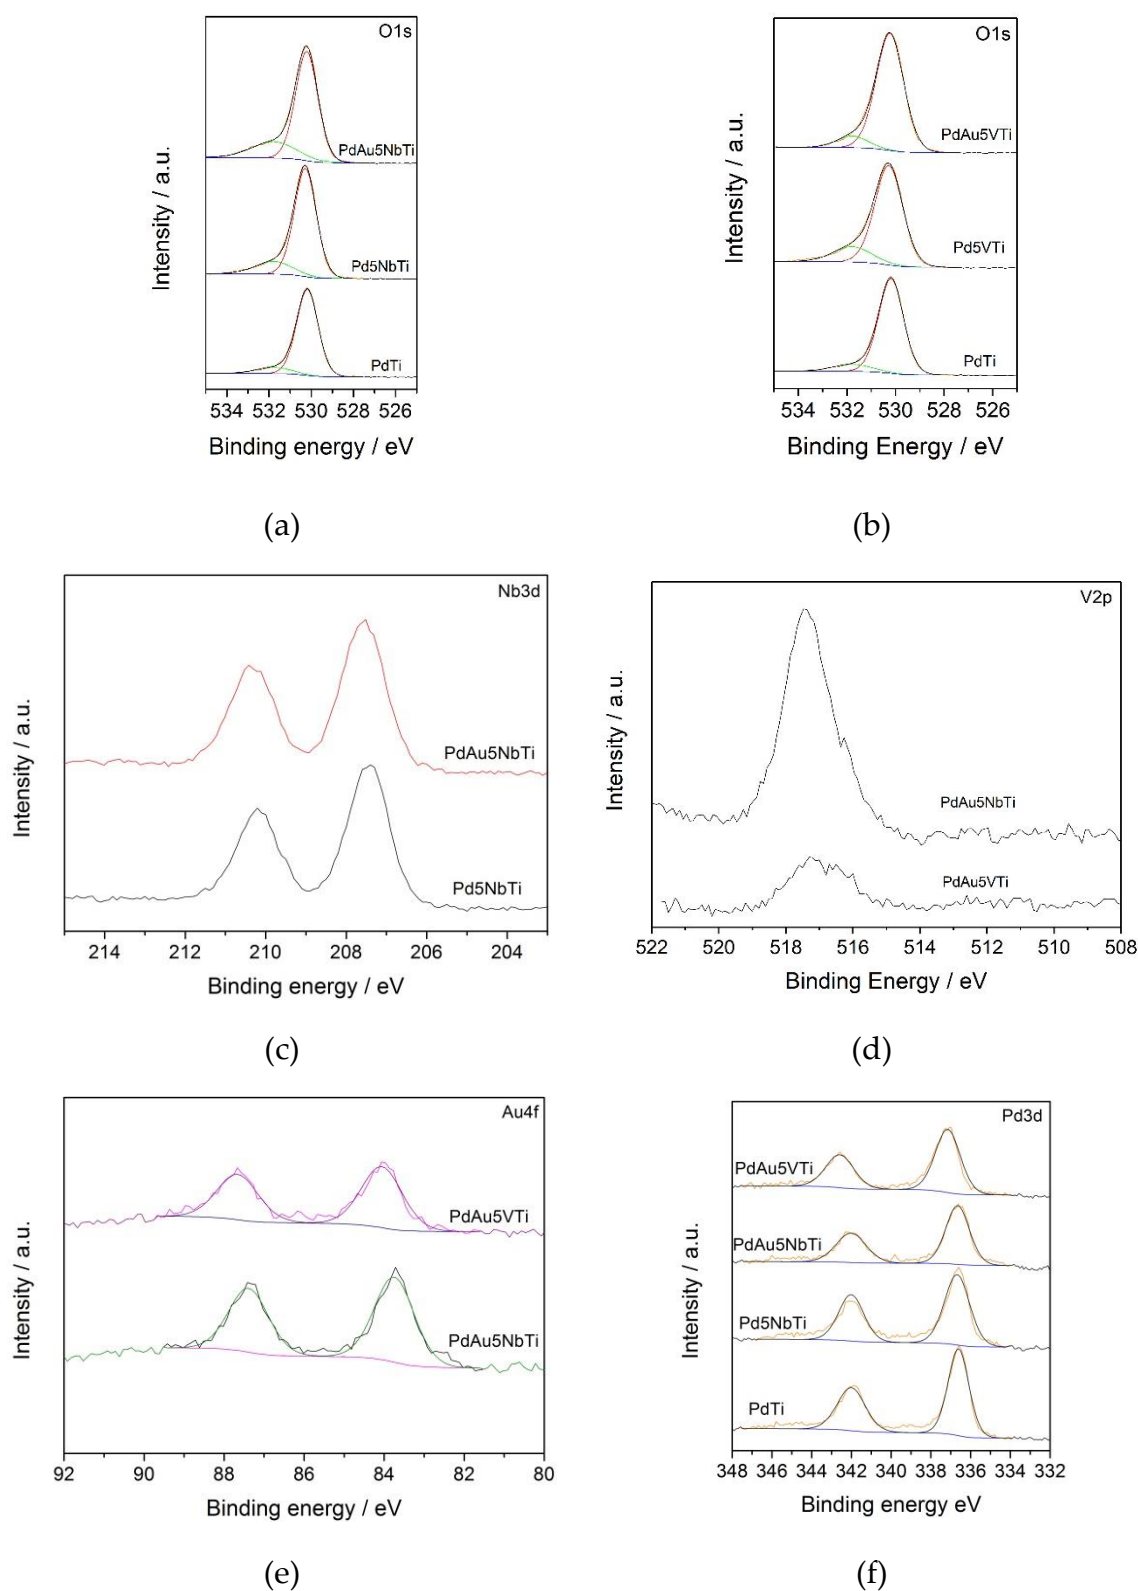 O1s
PdAu5NbTi
Pd5NbTi
PdTi
Intensity / a.u.
534 532 530 528 526
Binding energy / eV
(a)
O1s
PdAu5VTi
Pd5VTi
PdTi
Intensity / a.u.
534 532 530 528 526
Binding Energy / eV
(b)
Nb3d
PdAu5NbTi
Pd5NbTi
Intensity / a.u.
214 212 210 208 206 204
Binding energy / eV
(c)
V2p
PdAu5NbTi
PdAu5VTi
Intensity / a.u.
522 520 518 516 514 512 510 508
Binding Energy / eV
(d)
Au4f
PdAu5VTi
PdAu5NbTi
Intensity / a.u.
92 90 88 86 84 82 80
Binding energy / eV
(e)
Pd3d
PdAu5VTi
PdAu5NbTi
Pd5NbTi
PdTi
Intensity / a.u.
348 346 344 342 340 338 336 334 332
Binding energy eV
(f)